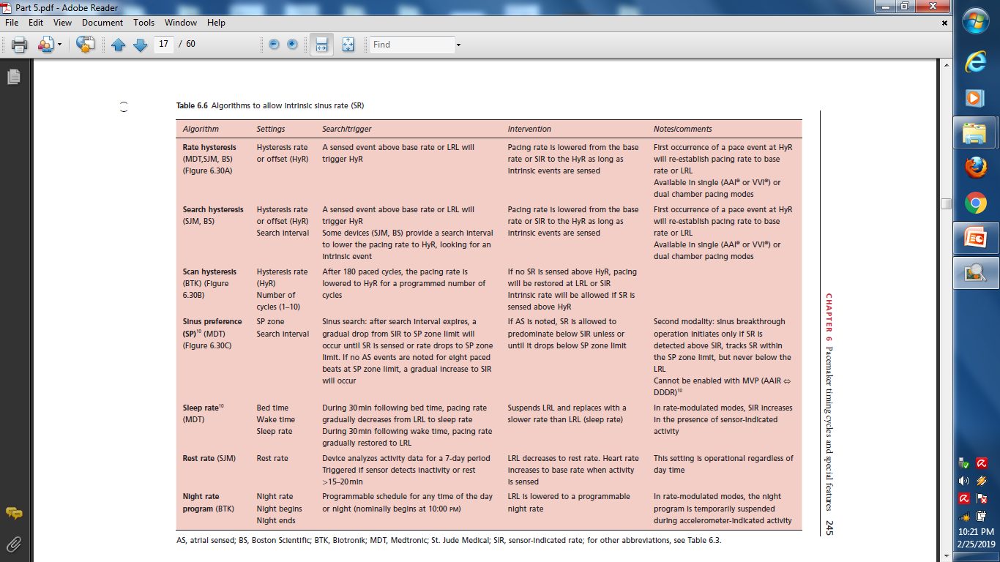 Part 5.pdf - Adobe Reader
File Edit View Document Tools Window Help
17 / 60 Find
Table 6.6 Algorithms to allow intrinsic sinus rate (SR)
Algorithm Settings Search/trigger Intervention Notes/comments
Rate hysteresis Hysteresis rate A sensed event above base rate or LRL will Pacing rate is lowered from the base First occurrence of a pace event at HyR
(MDT,SJM, BS) or offset (HyR) trigger HyR rate or SIR to the HyR as long as will re-establish pacing rate to base
(Figure 6.30A) intrinsic events are sensed rate or LRL
Available in single (AAI® or VVI®) or
dual chamber pacing modes
Search hysteresis Hysteresis rate A sensed event above base rate or LRL will Pacing rate is lowered from the base First occurrence of a pace event at HyR
(SJM, BS) or offset (HyR) trigger HyR rate or SIR to the HyR as long as will re-establish pacing rate to base
Search interval Some devices (SJM, BS) provide a search interval intrinsic events are sensed rate or LRL
to lower the pacing rate to HyR, looking for an Available in single (AAI® or VVI®) or
intrinsic event dual chamber pacing modes
Scan hysteresis Hysteresis rate After 180 paced cycles, the pacing rate is If no SR is sensed above HyR, pacing
(BTK) (Figure (HyR) lowered to HyR for a programmed number of will be restored at LRL or SIR
6.30B) Number of cycles Intrinsic rate will be allowed if SR is
cycles (1–10) sensed above HyR
Sinus preference SP zone Sinus search: after search interval expires, a If AS is noted, SR is allowed to Second modality: sinus breakthrough
(SP)10 (MDT) Search interval gradual drop from SIR to SP zone limit will predominate below SIR unless or operation initiates only if SR is
(Figure 6.30C) occur until SR is sensed or rate drops to SP zone until it drops below SP zone limit detected above SIR, tracks SR within
limit. If no AS events are noted for eight paced the SP zone limit, but never below the
beats at SP zone limit, a gradual increase to SIR LRL
will occur Cannot be enabled with MVP (AAIR ⇔
DDDR)10
Sleep rate10 Bed time During 30 min following bed time, pacing rate Suspends LRL and replaces with a In rate-modulated modes, SIR increases
(MDT) Wake time gradually decreases from LRL to sleep rate slower rate than LRL (sleep rate) in the presence of sensor-indicated
Sleep rate During 30 min following wake time, pacing rate activity
gradually restored to LRL
Rest rate (SJM) Rest rate Device analyzes activity data for a 7-day period LRL decreases to rest rate. Heart rate This setting is operational regardless of
Triggered if sensor detects inactivity or rest increases to base rate when activity day time
>15–20 min is sensed
Night rate Night rate Programmable schedule for any time of the day LRL is lowered to a programmable In rate-modulated modes, the night
program (BTK) Night begins or night (nominally begins at 10:00 PM) night rate program is temporarily suspended
Night ends during accelerometer-indicated activity
AS, atrial sensed; BS, Boston Scientific; BTK, Biotronik; MDT, Medtronic; St. Jude Medical; SIR, sensor-indicated rate; for other abbreviations, see Table 6.3.
CHAPTER 6 Pacemaker timing cycles and special features 245
10:21 PM
2/25/2019